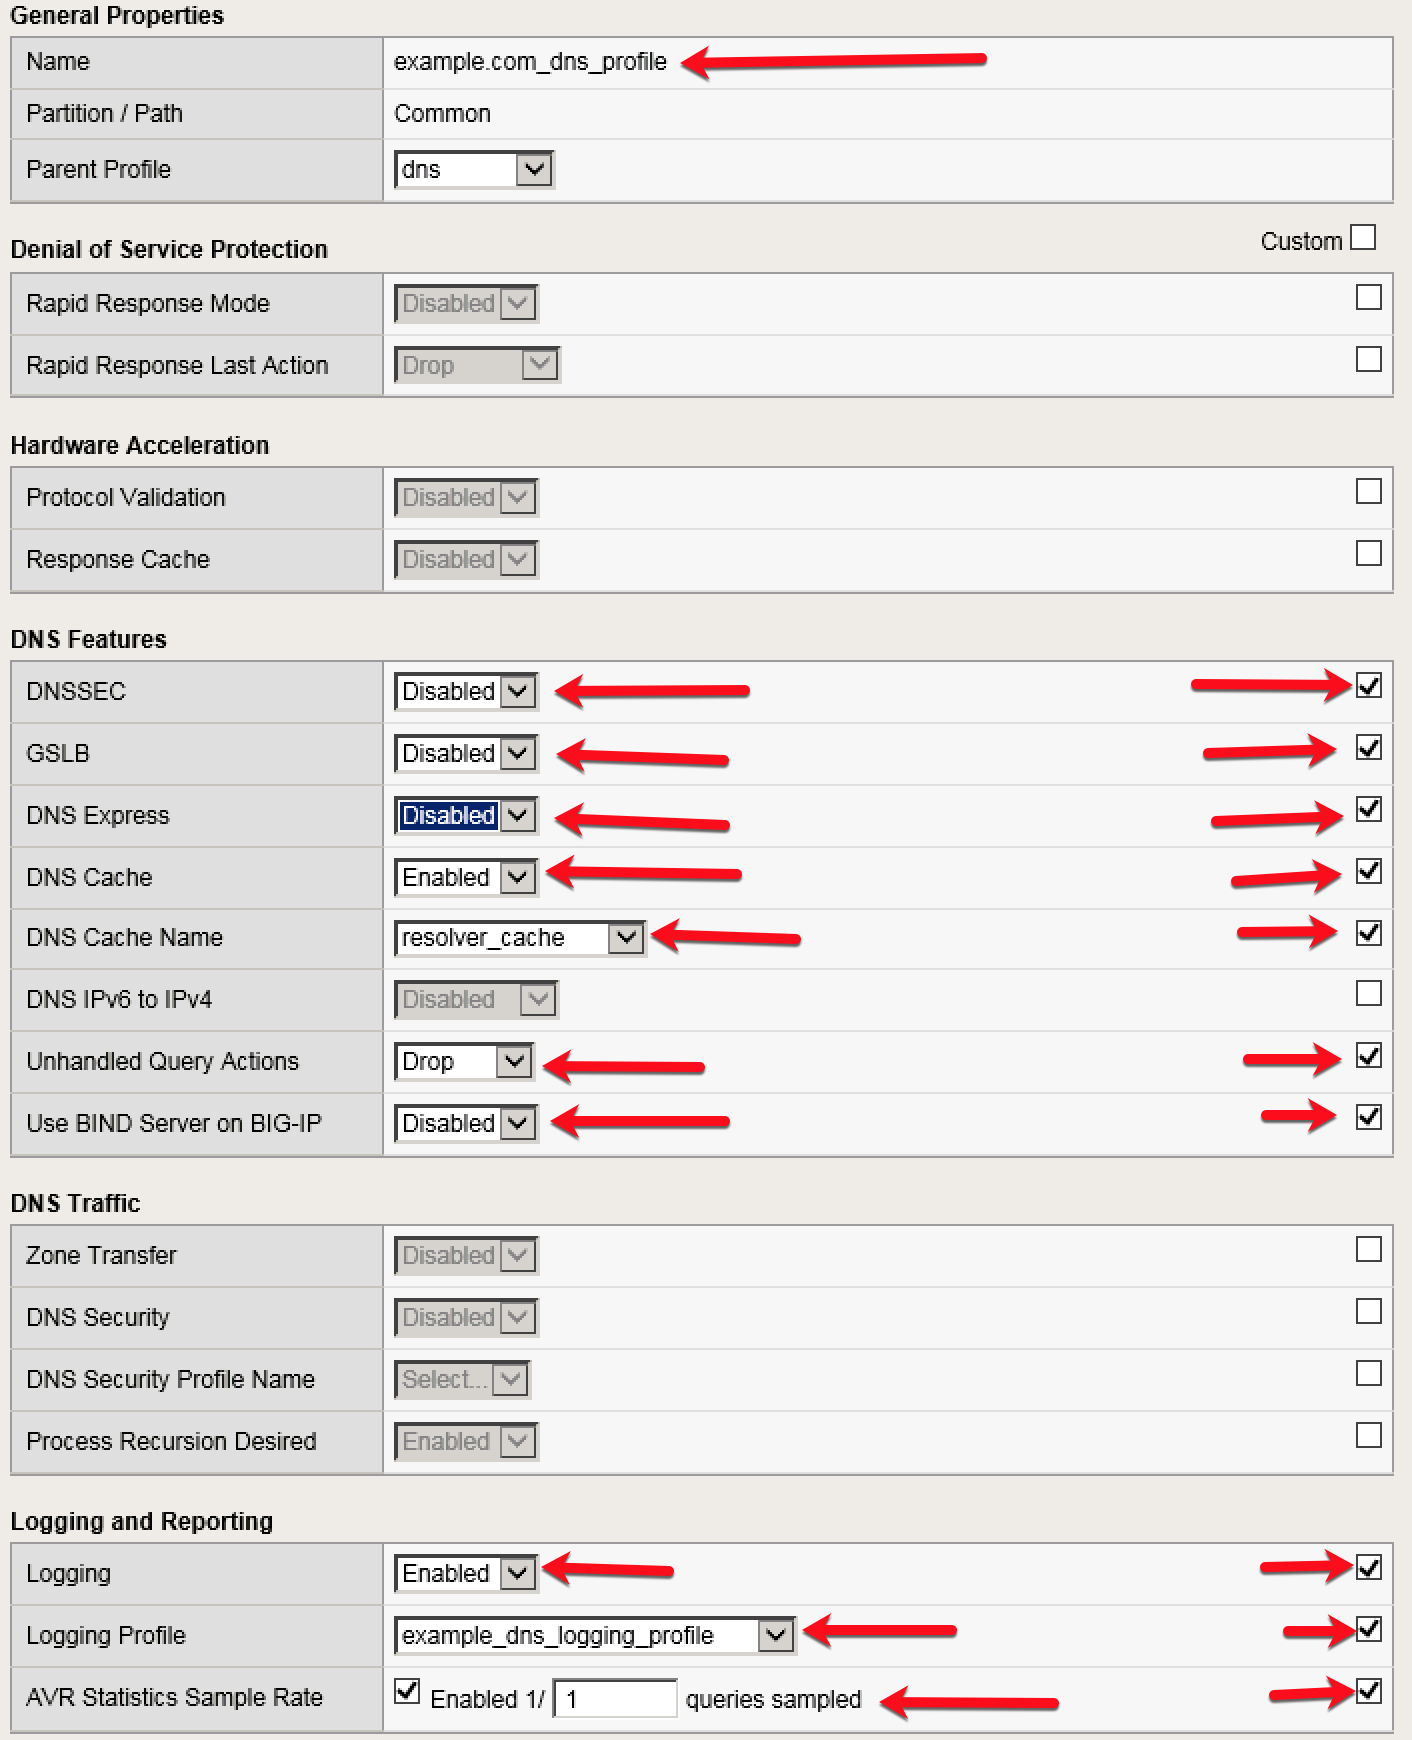 General Properties
Name example.com_dns_profile
Partition / Path Common
Parent Profile dns
Denial of Service Protection Custom
Rapid Response Mode Disabled
Rapid Response Last Action Drop
Hardware Acceleration
Protocol Validation Disabled
Response Cache Disabled
DNS Features
DNSSEC Disabled
GSLB Disabled
DNS Express Disabled
DNS Cache Enabled
DNS Cache Name resolver_cache
DNS IPv6 to IPv4 Disabled
Unhandled Query Actions Drop
Use BIND Server on BIG-IP Disabled
DNS Traffic
Zone Transfer Disabled
DNS Security Disabled
DNS Security Profile Name Select...
Process Recursion Desired Enabled
Logging and Reporting
Logging Enabled
Logging Profile example_dns_logging_profile
AVR Statistics Sample Rate Enabled 1/ 1 queries sampled